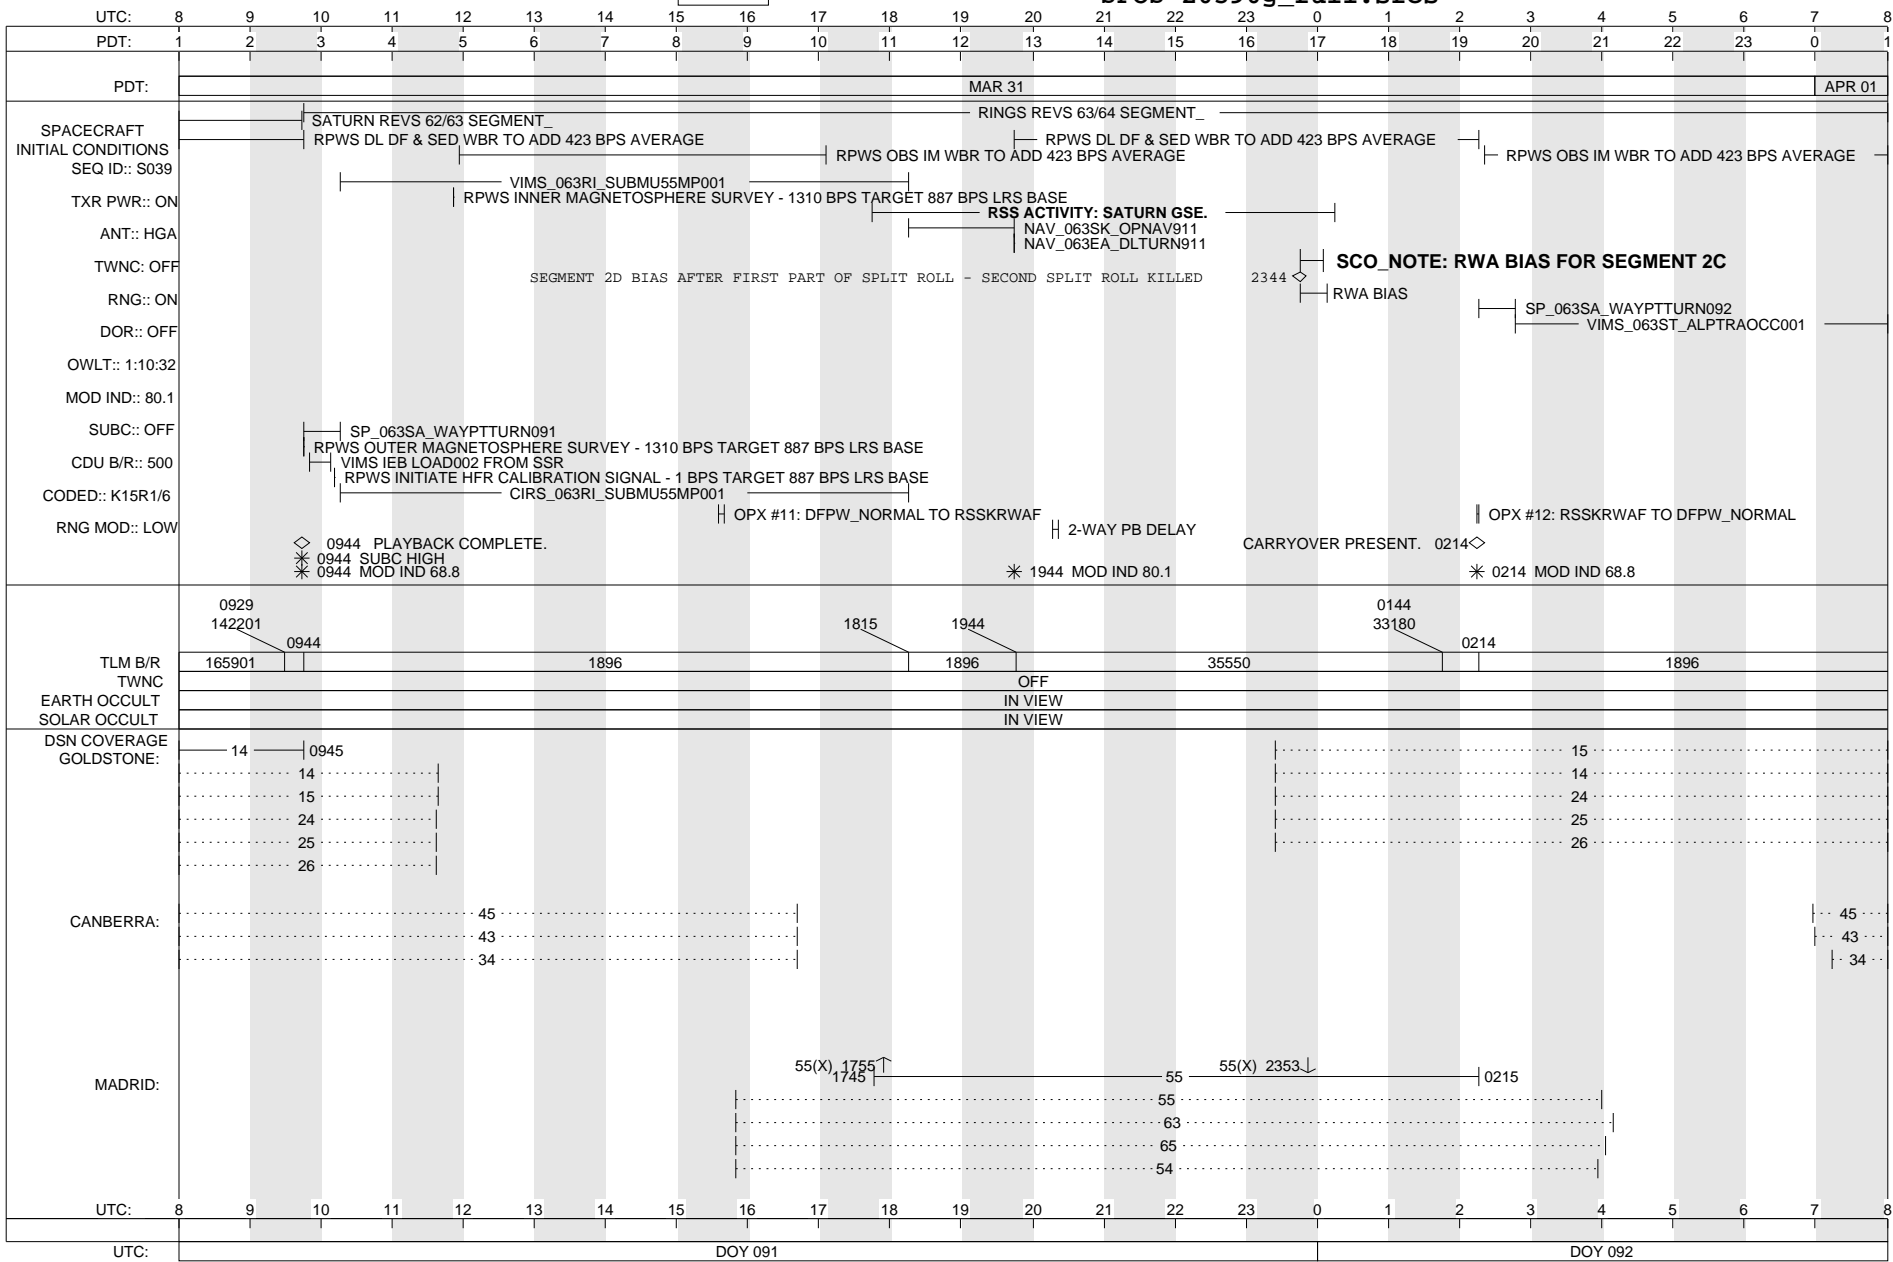 UTC: 8 9 10 11 12 13 14 15 16 17 18 19 20 21 22 23 0 1 2 3 4 5 6 7 8
PDT: 1 2 3 4 5 6 7 8 9 10 11 12 13 14 15 16 17 18 19 20 21 22 23 0 1
PDT: MAR 31 APR 01
RINGS REVS 63/64 SEGMENT_
SATURN REVS 62/63 SEGMENT_
SPACECRAFT
INITIAL CONDITIONS
SEQ ID:: S039
TXR PWR:: ON
ANT:: HGA
TWNC: OFF
RNG:: ON
DOR:: OFF
OWLT:: 1:10:32
MOD IND:: 80.1
SUBC:: OFF
CDU B/R:: 500
CODED:: K15R1/6
RNG MOD:: LOW
RPWS DL DF & SED WBR TO ADD 423 BPS AVERAGE RPWS DL DF & SED WBR TO ADD 423 BPS AVERAGE
RPWS OBS IM WBR TO ADD 423 BPS AVERAGE RPWS OBS IM WBR TO ADD 423 BPS AVERAGE
VIMS_063RI_SUBMU55MP001
RPWS INNER MAGNETOSPHERE SURVEY - 1310 BPS TARGET 887 BPS LRS BASE
RSS ACTIVITY: SATURN GSE.
NAV_063SK_OPNAV911
NAV_063EA_DLTURN911
SCO_NOTE: RWA BIAS FOR SEGMENT 2C
SEGMENT 2D BIAS AFTER FIRST PART OF SPLIT ROLL - SECOND SPLIT ROLL KILLED 2344
RWA BIAS
SP_063SA_WAYPTTURN092
VIMS_063ST_ALPTRAOCC001
SP_063SA_WAYPTTURN091
RPWS OUTER MAGNETOSPHERE SURVEY - 1310 BPS TARGET 887 BPS LRS BASE
VIMS IEB LOAD002 FROM SSR
RPWS INITIATE HFR CALIBRATION SIGNAL - 1 BPS TARGET 887 BPS LRS BASE
CIRS_063RI_SUBMU55MP001
OPX #11: DFPW_NORMAL TO RSSKRWAF OPX #12: RSSKRWAF TO DFPW_NORMAL
2-WAY PB DELAY
0944 PLAYBACK COMPLETE. CARRYOVER PRESENT. 0214
0944 SUBC HIGH
0944 MOD IND 68.8 1944 MOD IND 80.1 0214 MOD IND 68.8
0929 0144
142201 1815 1944 33180
0944 0214
TLM B/R 165901 1896 1896 35550 1896
TWNC OFF
EARTH OCCULT IN VIEW
SOLAR OCCULT IN VIEW
DSN COVERAGE
GOLDSTONE:
14 0945 15
14 14
15 24
24 25
25 26
26
CANBERRA:
45 45
43 43
34 34
MADRID:
55(X) 1755 55(X) 2353
1745 55 0215
55
63
65
54
UTC: 8 9 10 11 12 13 14 15 16 17 18 19 20 21 22 23 0 1 2 3 4 5 6 7 8
UTC: DOY 091 DOY 092